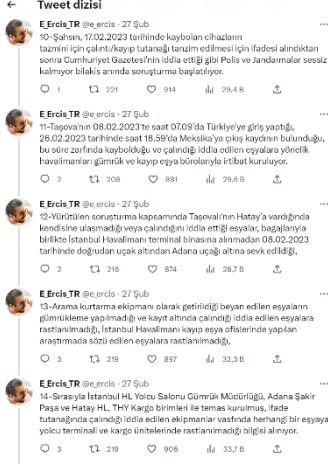 ← Tweet dizisi
E_Ercis_TR @e_ercis · 27 Şub
10-Şahsın, 17.02.2023 tarihinde kaybolan cihazların
tazmini için çalıntı/kayıp tutanağı tanzim edilmesi için ifadesi alındıktan
sonra Cumhuriyet Gazetesi'nin iddia ettiği gibi Polis ve Jandarmalar sessiz
kalmıyor bilakis anında soruşturma başlatılıyor.
1 221 914 29,4 B
E_Ercis_TR @e_ercis · 27 Şub
11-Taşova'nın 08.02.2023'te saat 07.09'da Türkiye'ye giriş yaptığı,
26.02.2023 tarihinde saat 18.59'da Meksika'ya çıkış kaydının bulunduğu,
bu süre zarfında kaybolduğu ve çalındığı iddia edilen eşyalara yönelik
havalimanları gümrük ve kayıp eşya bürolarıyla irtibat kuruluyor.
2 208 881 29,6 B
E_Ercis_TR @e_ercis · 27 Şub
12-Yürütülen soruşturma kapsamında Taşovalı'nın Hatay'a vardığında
kendisine ulaşmadığı veya çalındığını iddia ettiği eşyalar, bagajlarıyla
birlikte İstanbul Havalimanı terminal binasına alınmadan 08.02.2023
tarihinde doğrudan uçak altından Adana uçağı altına sevk edildiği,
2 216 874 28,7 B
E_Ercis_TR @e_ercis · 27 Şub
13-Arama kurtarma ekipmanı olarak getirildiği beyan edilen eşyaların
gümrükleme yapılmadığı ve kayıt altında çalındığı iddia edilen eşyalara
rastlanılmadığı, İstanbul Havalimanı kayıp eşya ofislerinde yapılan
araştırmada sözü edilen eşyalara rastlanılmadığı,
3 219 897 32,3 B
E_Ercis_TR @e_ercis · 27 Şub
14-Sırasıyla İstanbul HL Yolcu Salonu Gümrük Müdürlüğü, Adana Şakir
Paşa ve Hatay HL, THY Kargo birimleri ile temas kurulmuş, ifade
tutanağında çalındığı iddia edilen ekipmanlar vasfında herhangi bir eşyaya
yolcu terminali ve kargo ünitelerinde rastlanılmadığı bilgisi alınıyor.
3 219 906 33,7 B